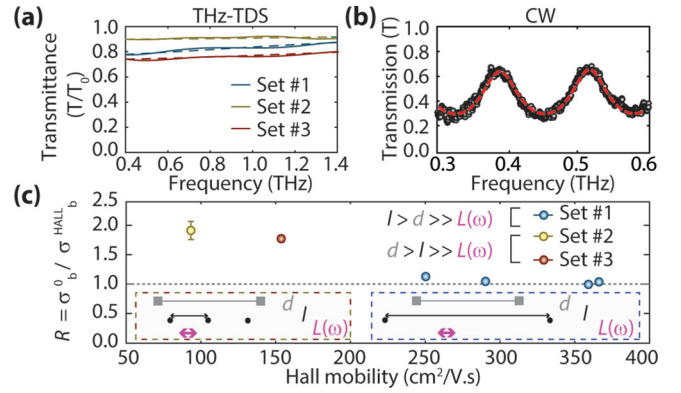 (a)
THz-TDS
Transmittance
(T/T₀)
1.0
0.8
0.6
0.4
0.2
0.0
Set #1
Set #2
Set #3
0.4 0.6 0.8 1.0 1.2 1.4
Frequency (THz)
(b)
CW
Transmission (T)
1.0
0.8
0.6
0.4
0.2
0.0
0.3 0.4 0.5 0.6
Frequency (THz)
(c)
R = σ⁰_b / σ^HALL_b
2.5
2.0
1.5
1.0
0.5
0.0
l > d >> L(ω)
d > l >> L(ω)
Set #1
Set #2
Set #3
d
l
L(ω)
d
l
L(ω)
50 100 150 200 250 300 350 400
Hall mobility (cm²/V.s)